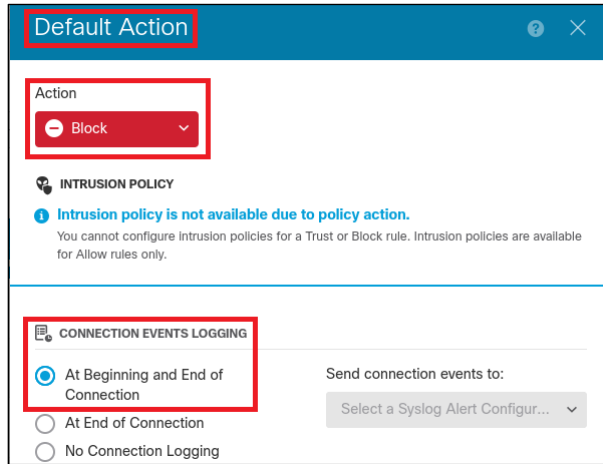 Default Action
Action
Block
INTRUSION POLICY
Intrusion policy is not available due to policy action.
You cannot configure intrusion policies for a Trust or Block rule. Intrusion policies are available
for Allow rules only.
CONNECTION EVENTS LOGGING
At Beginning and End of
Connection
At End of Connection
No Connection Logging
Send connection events to:
Select a Syslog Alert Configur...